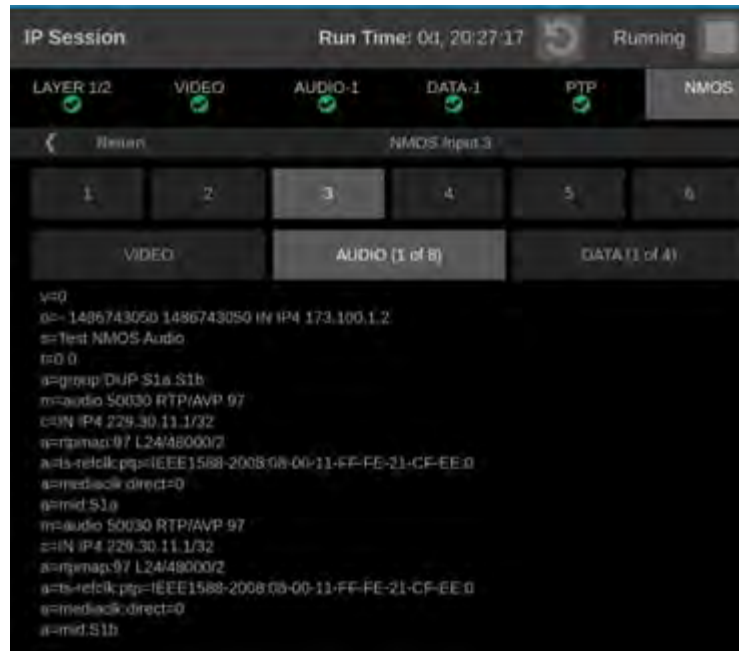 IP Session Run Time: 0d, 20:27:17 Running
LAYER 1/2 VIDEO AUDIO-1 DATA-1 PTP NMOS
Return NMOS Input 3
1 2 3 4 5 6
VIDEO AUDIO (1 of 8) DATA (1 of 4)
v=0
o=- 1486743050 1486743050 IN IP4 173.100.1.2
s=Test NMOS Audio
t=0 0
a=group:DUP S1a S1b
m=audio 50030 RTP/AVP 97
c=IN IP4 229.30.11.1/32
a=rtpmap:97 L24/48000/2
a=ts-refclk:ptp=IEEE1588-2008:08-00-11-FF-FE-21-CF-EE:0
a=mediaclk:direct=0
a=mid:S1a
m=audio 50030 RTP/AVP 97
c=IN IP4 229.30.11.1/32
a=rtpmap:97 L24/48000/2
a=ts-refclk:ptp=IEEE1588-2008:08-00-11-FF-FE-21-CF-EE:0
a=mediaclk:direct=0
a=mid:S1b